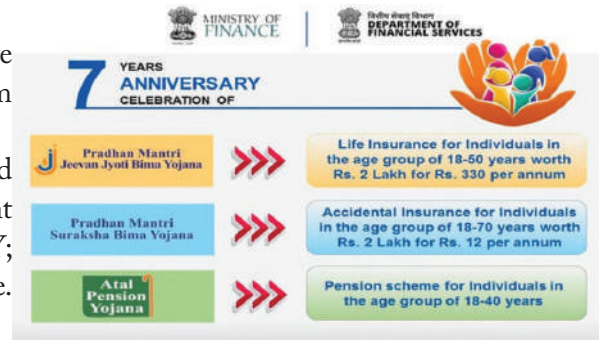 MINISTRY OF
FINANCE
वित्तीय सेवाएं विभाग
DEPARTMENT OF
FINANCIAL SERVICES
7 YEARS
ANNIVERSARY
CELEBRATION OF
Pradhan Mantri
Jeevan Jyoti Bima Yojana
Life Insurance for Individuals in
the age group of 18-50 years worth
Rs. 2 Lakh for Rs. 330 per annum
Pradhan Mantri
Suraksha Bima Yojana
Accidental Insurance for Individuals
in the age group of 18-70 years worth
Rs. 2 Lakh for Rs. 12 per annum
Atal
Pension
Yojana
Pension scheme for Individuals in
the age group of 18-40 years